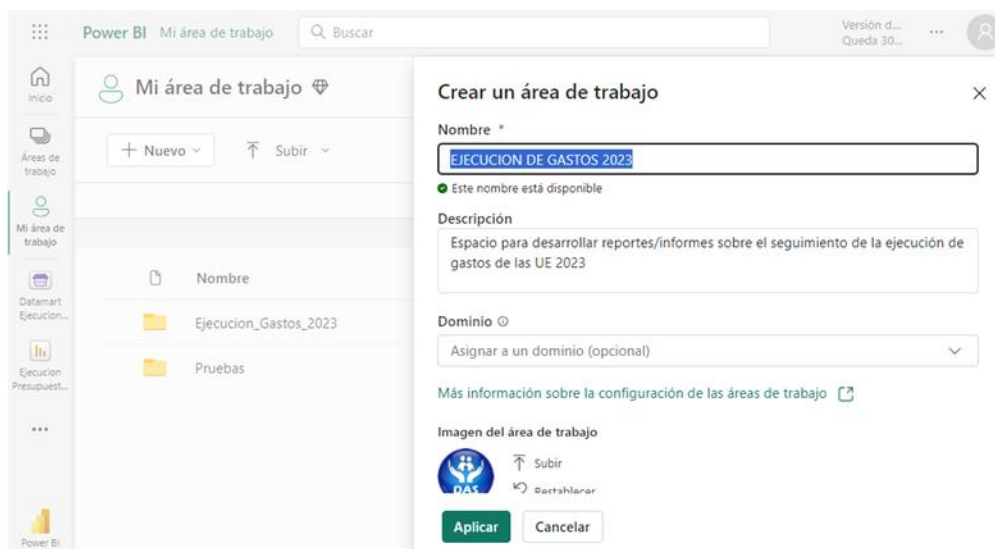 Power BI Mi área de trabajo
Buscar
Versión d...
Queda 30...
Inicio
Áreas de
trabajo
Mi área de
trabajo
Datamart
Ejecucion...
Ejecucion
Presupuest...
Power BI
Mi área de trabajo
Nuevo
Subir
Nombre
Ejecucion_Gastos_2023
Pruebas
Crear un área de trabajo
Nombre *
EJECUCION DE GASTOS 2023
Este nombre está disponible
Descripción
Espacio para desarrollar reportes/informes sobre el seguimiento de la ejecución de
gastos de las UE 2023
Dominio
Asignar a un dominio (opcional)
Más información sobre la configuración de las áreas de trabajo
Imagen del área de trabajo
DAS
Subir
Restablecer
Aplicar
Cancelar